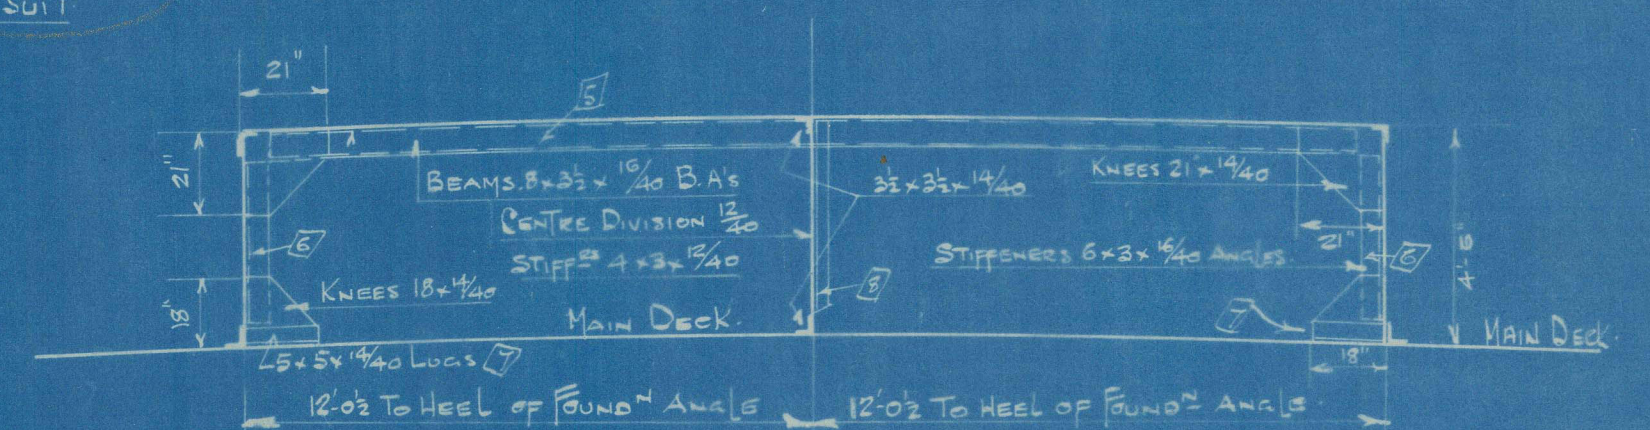 SUIT.
21"
5
21"
BEAMS. 8 x 3½ x 16/40 B.A's
3½ x 3½ x 14/40
KNEES 21" x 14/40
CENTRE DIVISION 12/40
21"
6
STIFF=RS 4 x 3 x 12/40
STIFFENERS 6 x 3 x 16/40 ANGLES.
6
KNEES 18 x 14/40
8
18"
MAIN DECK.
7
MAIN DECK.
5 x 5 x 14/40 LUGS 7
18"
12'-0½ TO HEEL OF FOUND=N ANGLE
12'-0½ TO HEEL OF FOUND=N ANGLE.